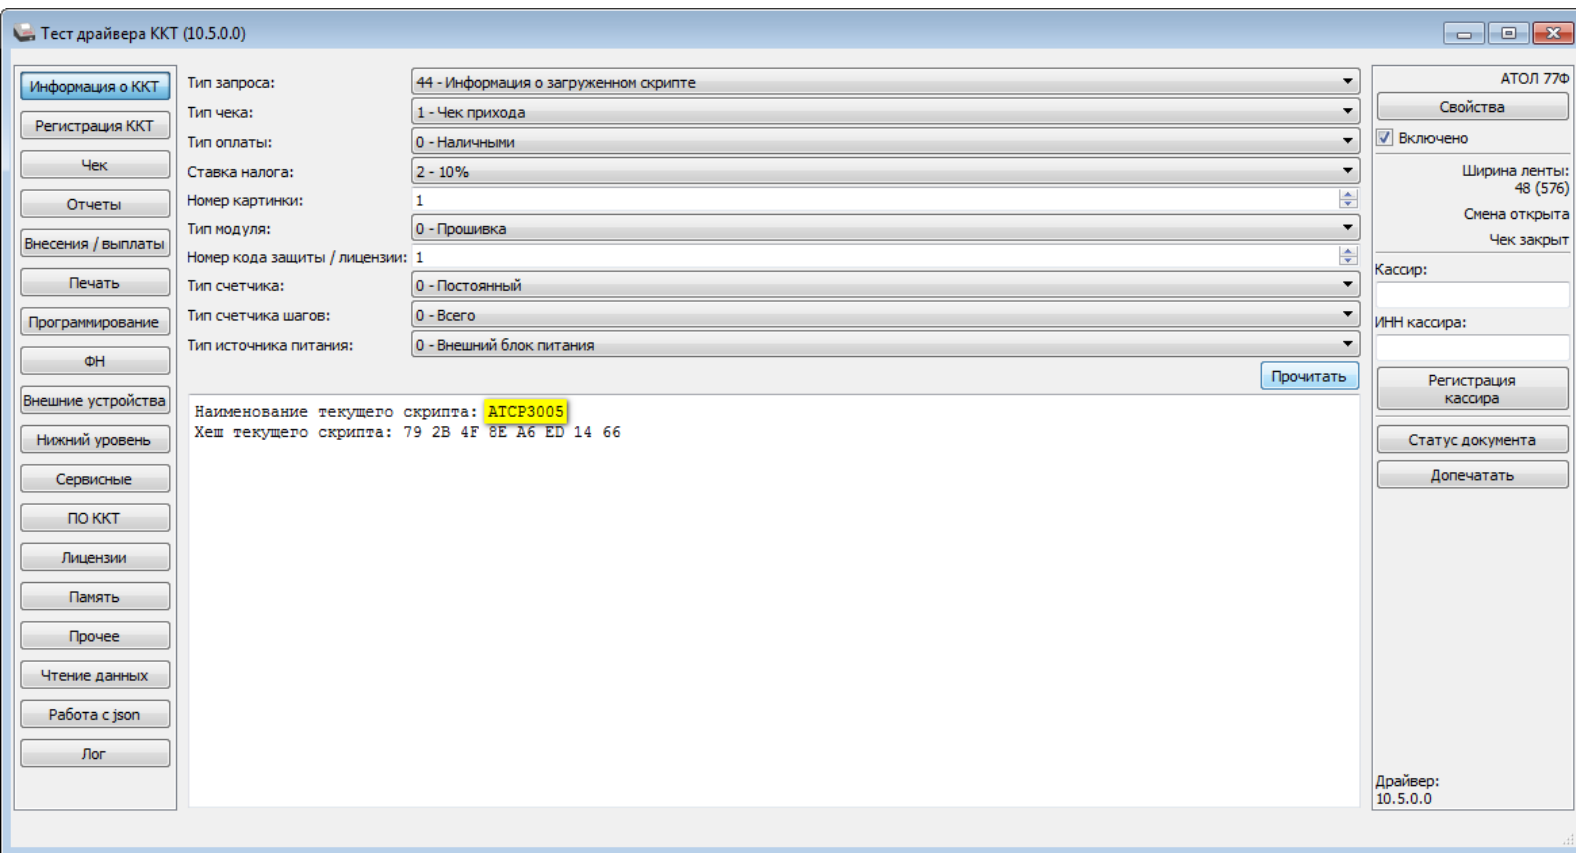 Тест драйвера ККТ (10.5.0.0)
Информация о ККТ
Регистрация ККТ
Чек
Отчеты
Внесения / выплаты
Печать
Программирование
ФН
Внешние устройства
Нижний уровень
Сервисные
ПО ККТ
Лицензии
Память
Прочее
Чтение данных
Работа с json
Лог
Тип запроса: 44 - Информация о загруженном скрипте
Тип чека: 1 - Чек прихода
Тип оплаты: 0 - Наличными
Ставка налога: 2 - 10%
Номер картинки: 1
Тип модуля: 0 - Прошивка
Номер кода защиты / лицензии: 1
Тип счетчика: 0 - Постоянный
Тип счетчика шагов: 0 - Всего
Тип источника питания: 0 - Внешний блок питания
Прочитать
Наименование текущего скрипта: ATCP3005
Хеш текущего скрипта: 79 2B 4F 8E A6 ED 14 66
АТОЛ 77Ф
Свойства
Включено
Ширина ленты:
48 (576)
Смена открыта
Чек закрыт
Кассир:
ИНН кассира:
Регистрация
кассира
Статус документа
Допечатать
Драйвер:
10.5.0.0